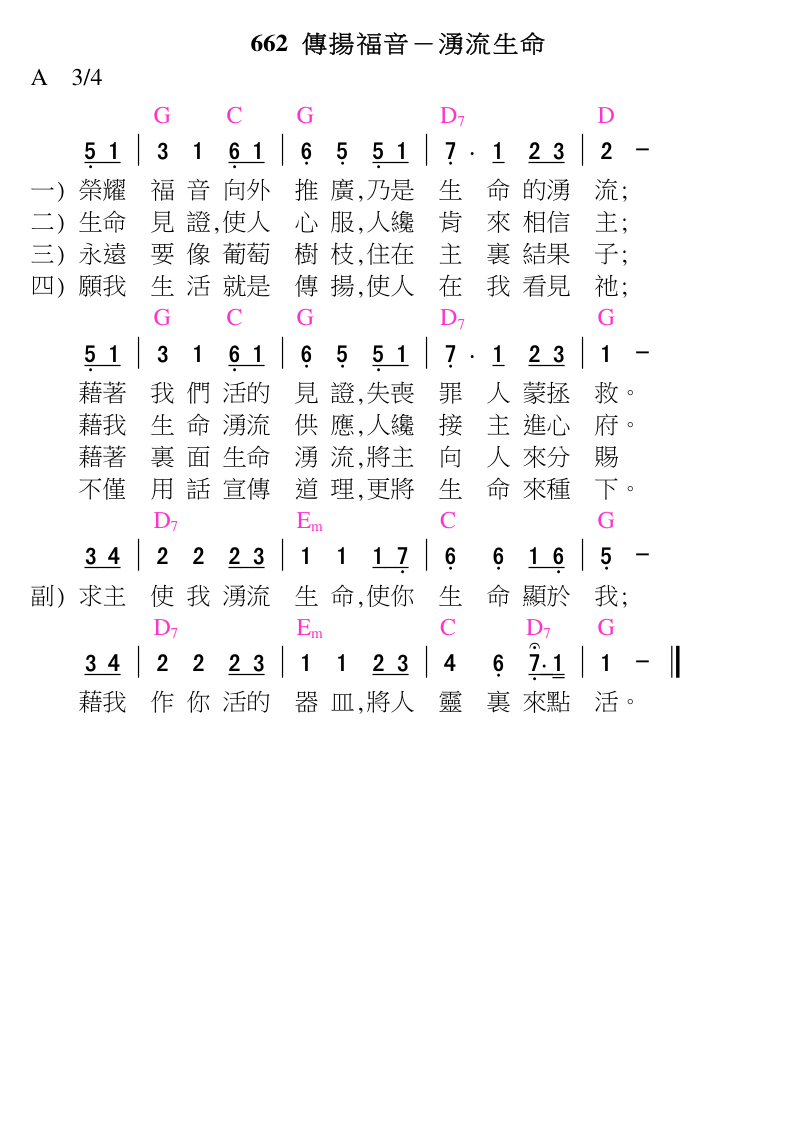 662 傳揚福音－湧流生命
A 3/4
G C G D7 D
5 1 | 3 1 6 1 | 6 5 5 1 | 7 · 1 2 3 | 2 －
一) 榮耀 福 音 向外 推 廣,乃是 生 命 的湧 流;
二) 生命 見 證,使人 心 服,人纔 肯 來 相信 主;
三) 永遠 要 像 葡萄 樹 枝,住在 主 裏 結果 子;
四) 願我 生 活 就是 傳 揚,使人 在 我 看見 祂;
G C G D7 G
5 1 | 3 1 6 1 | 6 5 5 1 | 7 · 1 2 3 | 1 －
藉著 我 們 活的 見 證,失喪 罪 人 蒙拯 救。
藉我 生 命 湧流 供 應,人纔 接 主 進心 府。
藉著 裏 面 生命 湧 流,將主 向 人 來分 賜
不僅 用 話 宣傳 道 理,更將 生 命 來種 下。
D7 Em C G
3 4 | 2 2 2 3 | 1 1 1 7 | 6 6 1 6 | 5 －
副) 求主 使 我 湧流 生 命,使你 生 命 顯於 我;
D7 Em C D7 G
3 4 | 2 2 2 3 | 1 1 2 3 | 4 6 7· 1 | 1 － ‖
藉我 作 你 活的 器 皿,將人 靈 裏 來點 活。